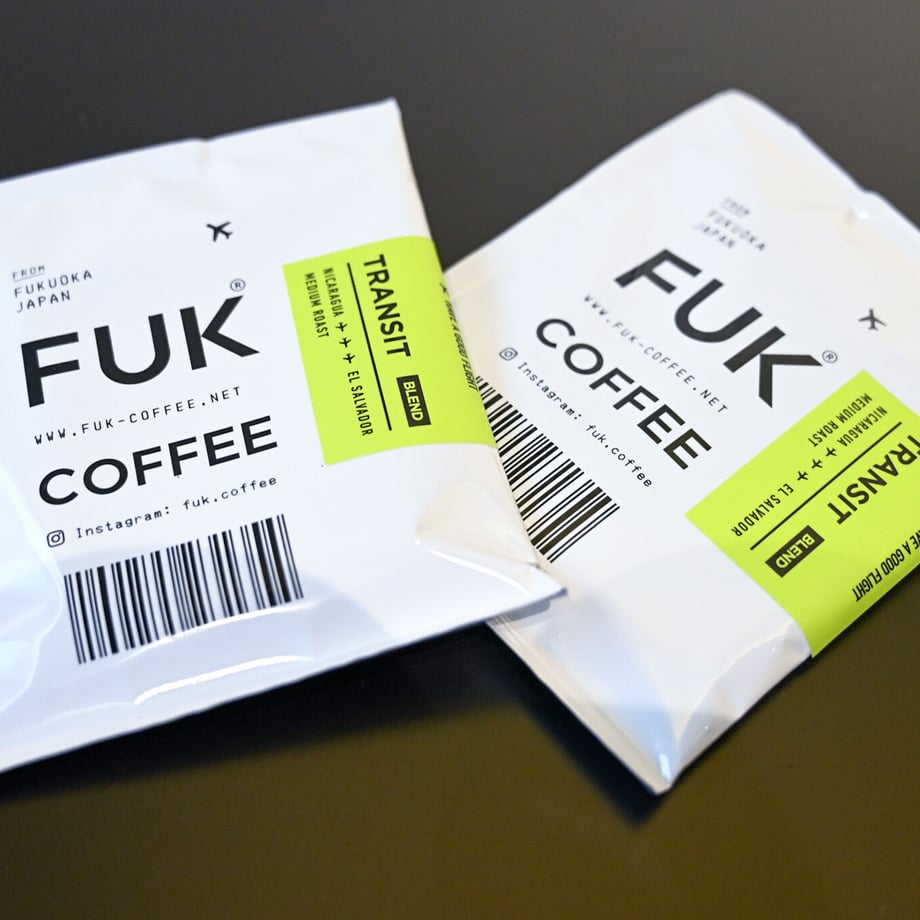 FROM
FUKUOKA
JAPAN
FUK®
WWW.FUK-COFFEE.NET
COFFEE
Instagram: fuk.coffee
TRANSIT
BLEND
NICARAGUA ✈ ✈ ✈ EL SALVADOR
MEDIUM ROAST
HAVE A GOOD FLIGHT
FROM
FUKUOKA
JAPAN
FUK®
WWW.FUK-COFFEE.NET
COFFEE
Instagram: fuk.coffee
TRANSIT
BLEND
NICARAGUA ✈ ✈ ✈ EL SALVADOR
MEDIUM ROAST
VE A GOOD FLIGHT